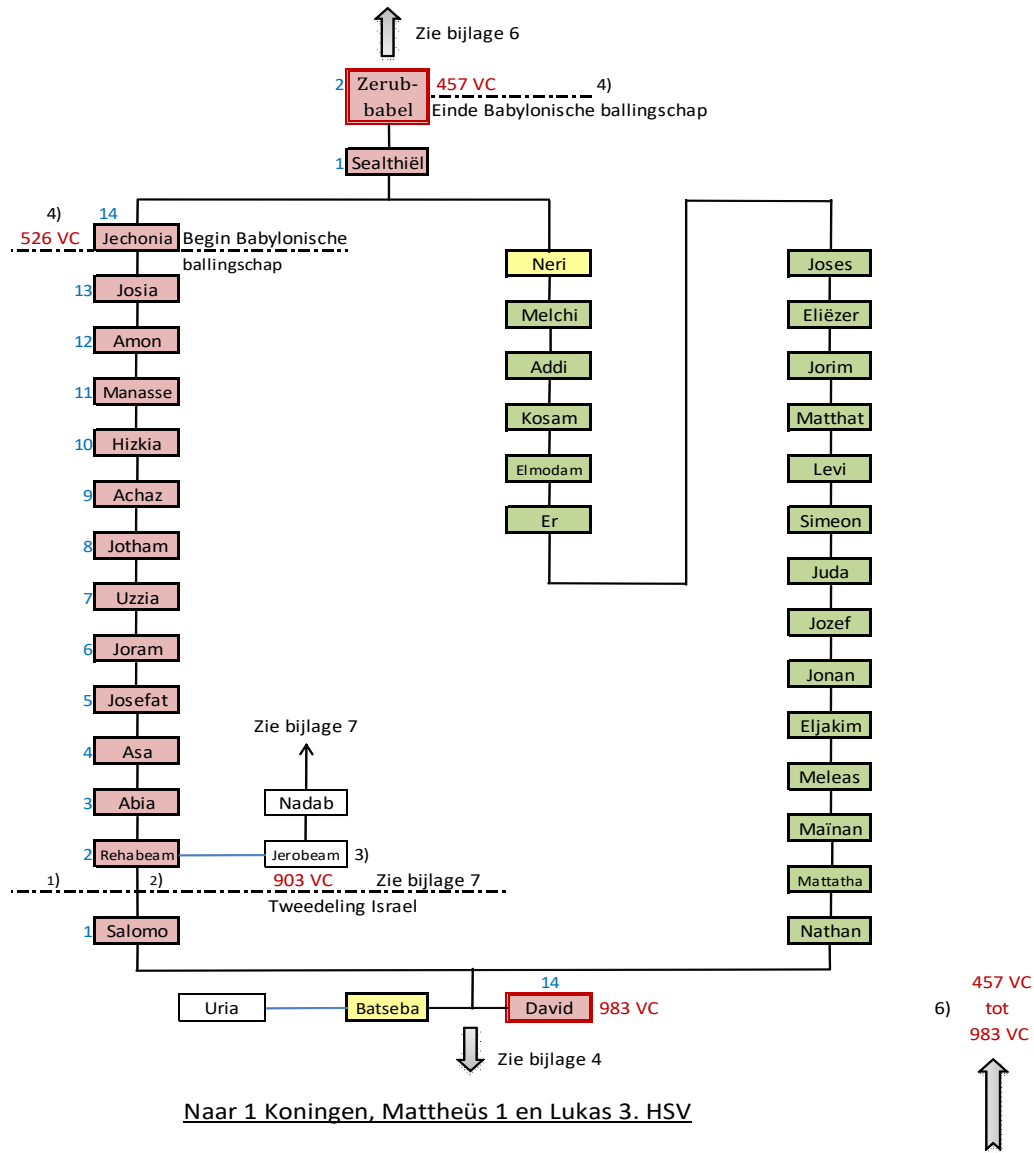 Zie bijlage 6
2 Zerub-
babel
457 VC 4)
Einde Babylonische ballingschap
1 Sealthiël
4) 14
526 VC Jechonia Begin Babylonische
ballingschap
Neri Joses
13 Josia
Melchi Eliëzer
12 Amon
Addi Jorim
11 Manasse
Kosam Matthat
10 Hizkia
Elmodam Levi
9 Achaz
Er Simeon
8 Jotham
Juda
7 Uzzia
Jozef
6 Joram
Jonan
5 Josefat
Zie bijlage 7 Eljakim
4 Asa
Meleas
3 Abia Nadab
Maïnan
2 Rehabeam Jerobeam 3)
1) 2) 903 VC Zie bijlage 7 Mattatha
Tweedeling Israel
1 Salomo Nathan
14
Uria Batseba David 983 VC
457 VC
6) tot
983 VC
Zie bijlage 4
Naar 1 Koningen, Mattheüs 1 en Lukas 3. HSV